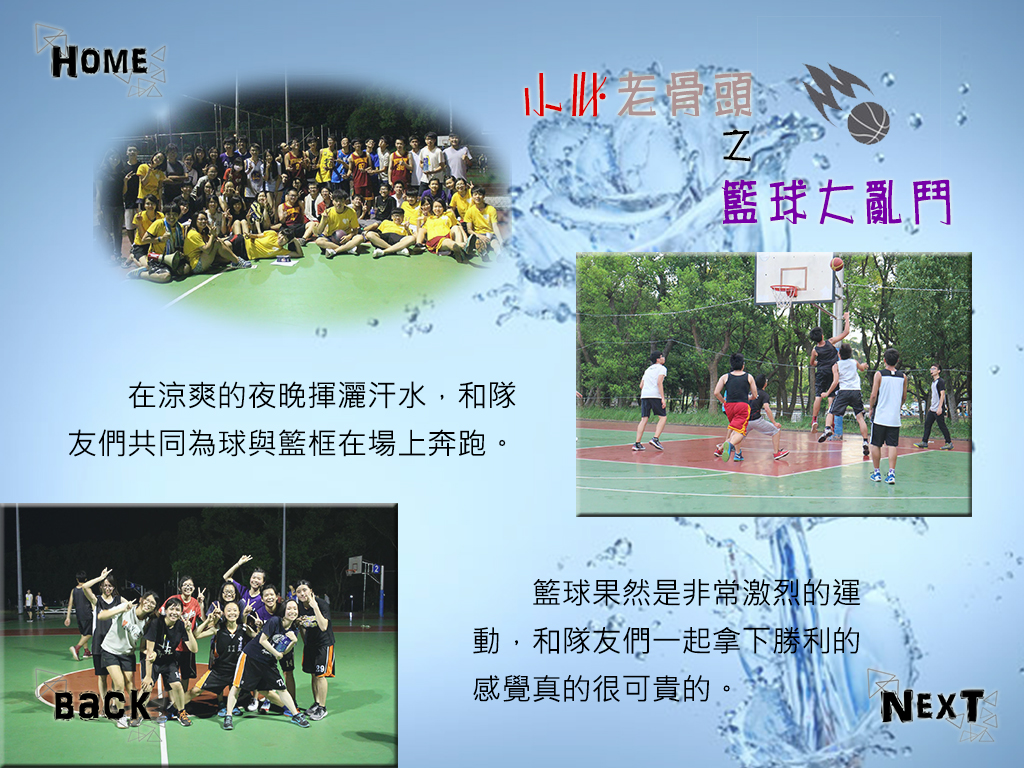 HOME
小水老骨頭
之
籃球大亂鬥
在涼爽的夜晚揮灑汗水，和隊
友們共同為球與籃框在場上奔跑。
2
籃球果然是非常激烈的運
動，和隊友們一起拿下勝利的
感覺真的很可貴的。
BACK
NEXT